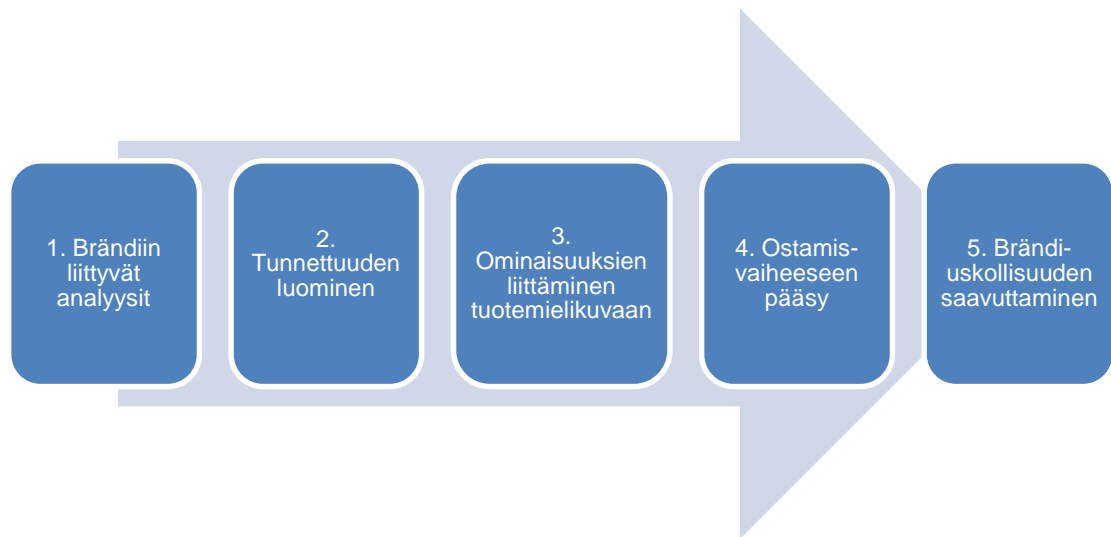 1. Brändiin
liittyvät
analyysit
2.
Tunnettuuden
luominen
3.
Ominaisuuksien
liittäminen
tuotemielikuvaan
4. Ostamis-
vaiheeseen
pääsy
5. Brändi-
uskollisuuden
saavuttaminen